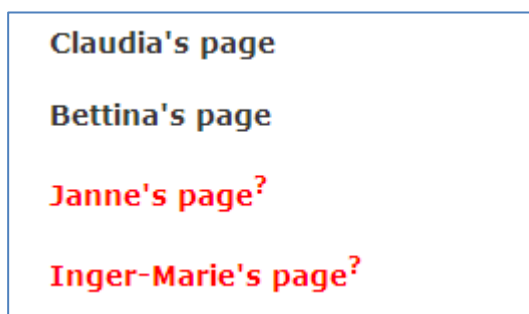 Claudia's page
Bettina's page
Janne's page?
Inger-Marie's page?